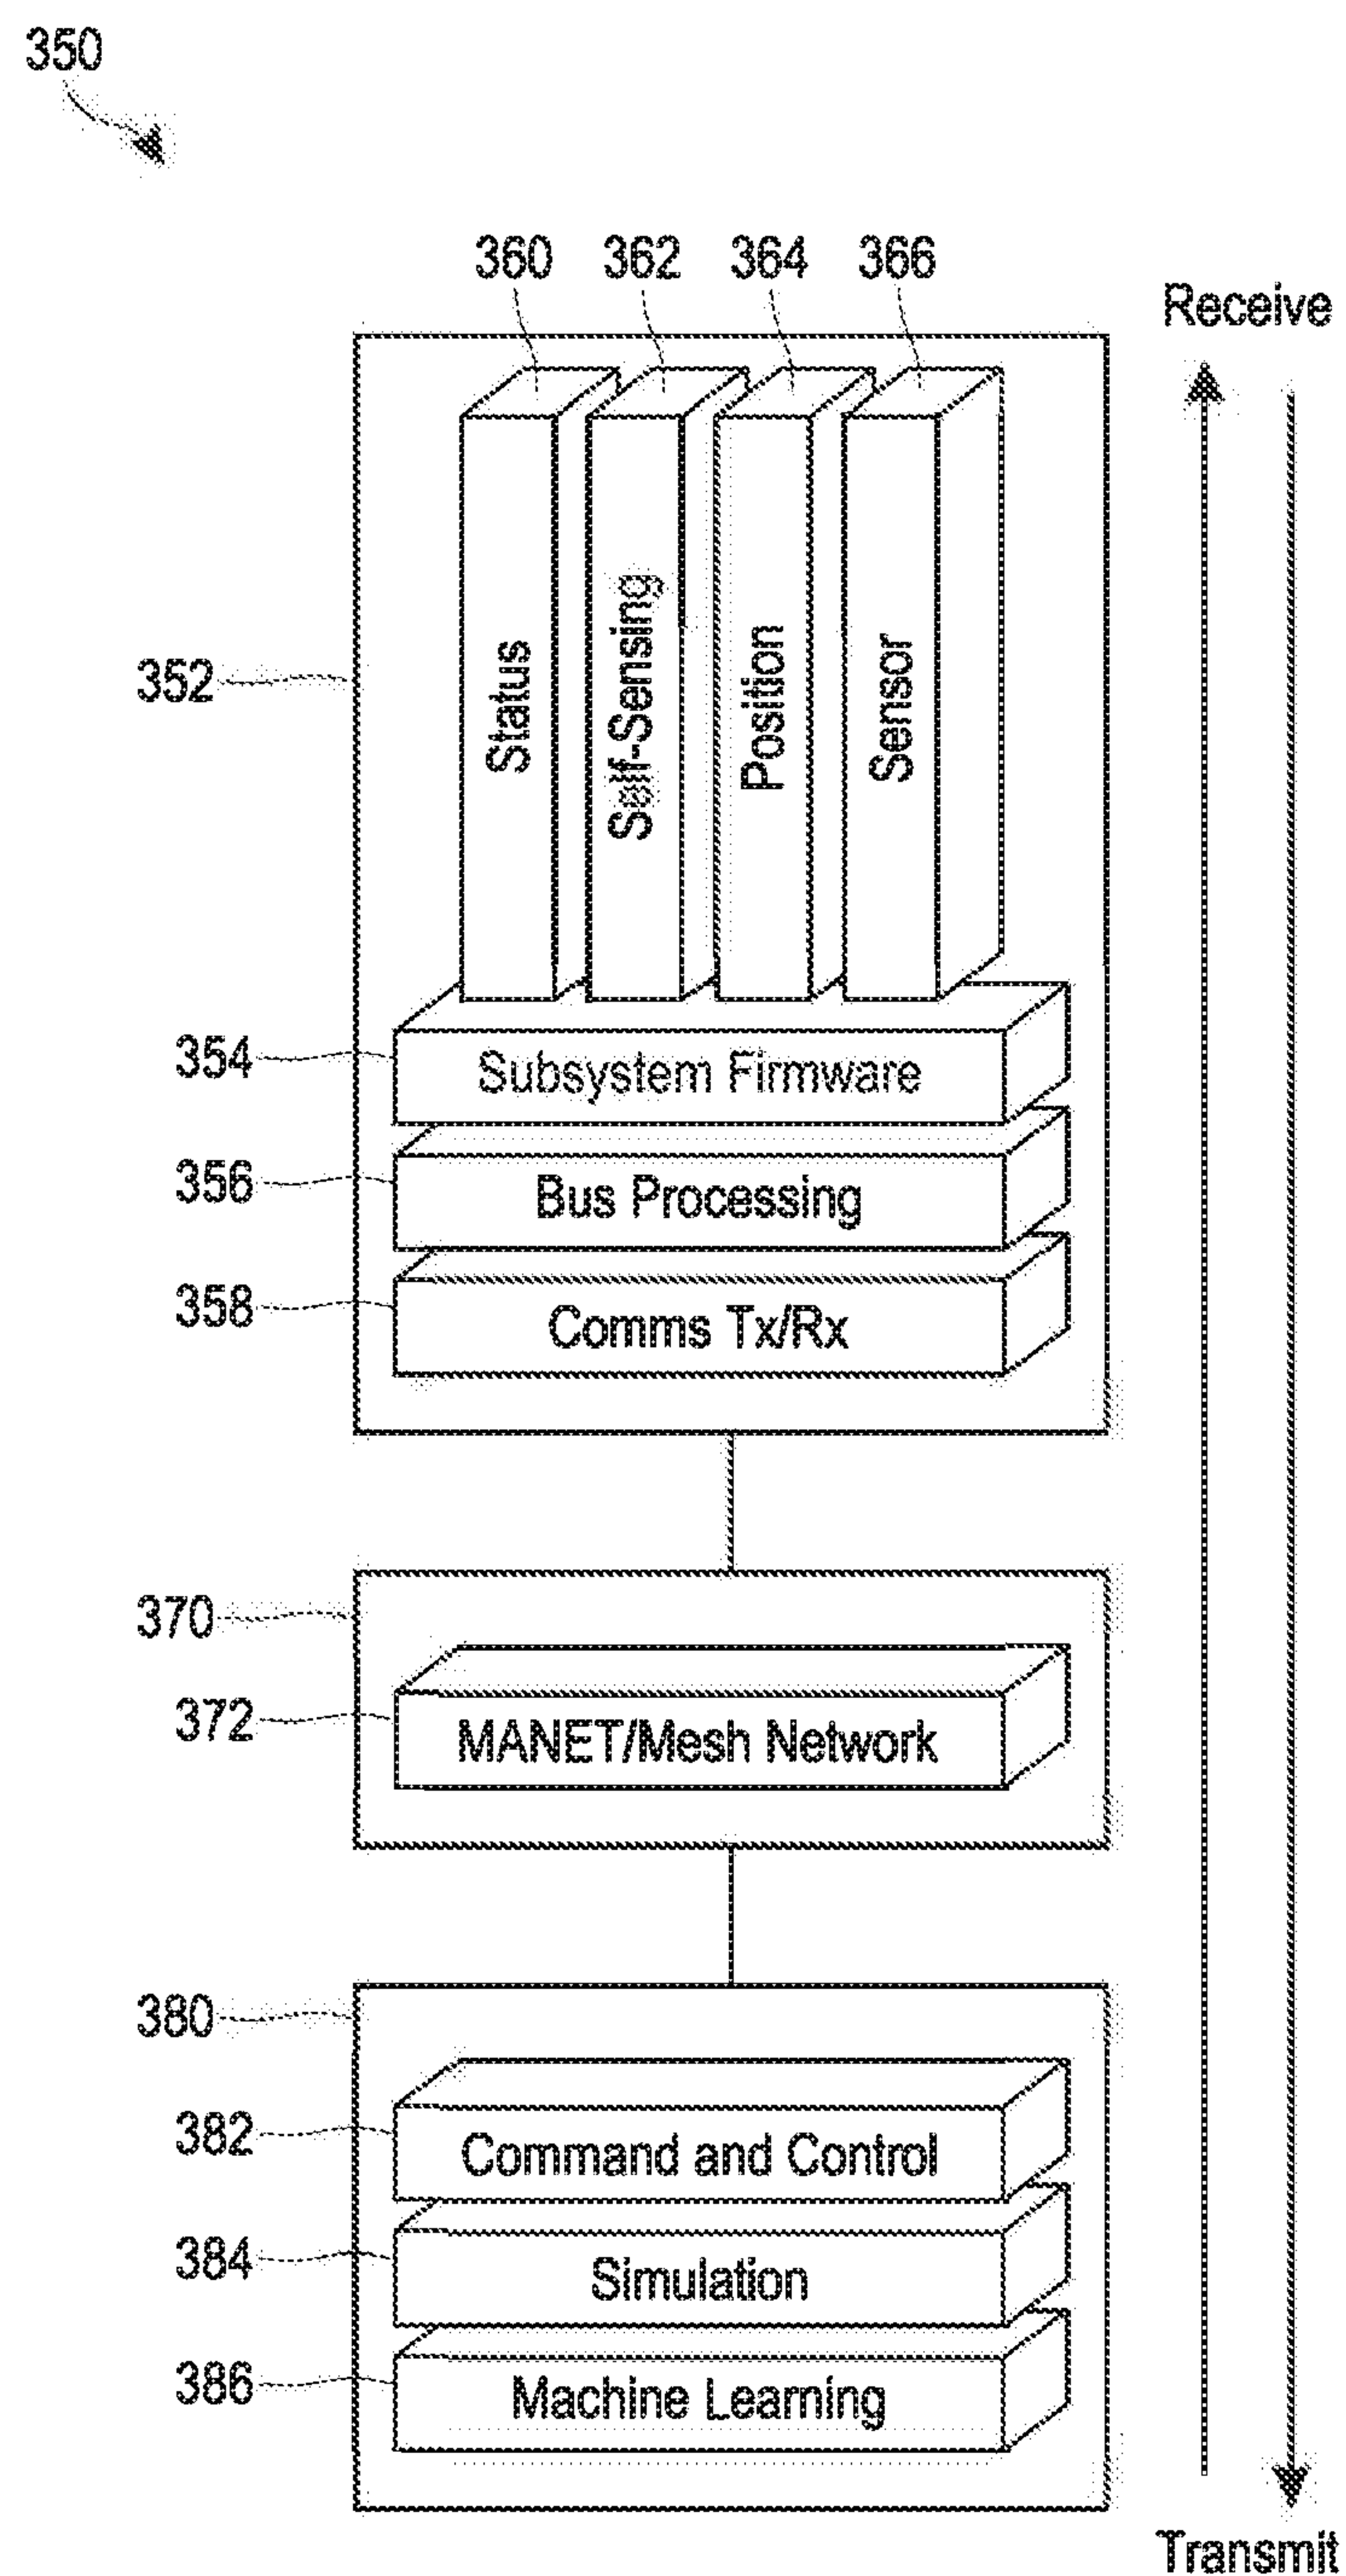 350
360 362 364 366
Receive
352
Status
Self-Sensing
Position
Sensor
354 Subsystem Firmware
356 Bus Processing
358 Comms Tx/Rx
370
372 MANET/Mesh Network
380
382 Command and Control
384 Simulation
386 Machine Learning
Transmit